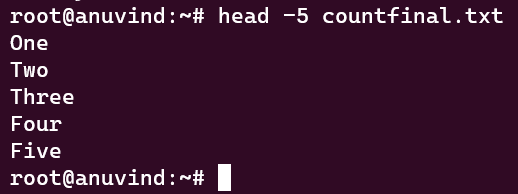 root@anuvind:~# head -5 countfinal.txt
One
Two
Three
Four
Five
root@anuvind:~#